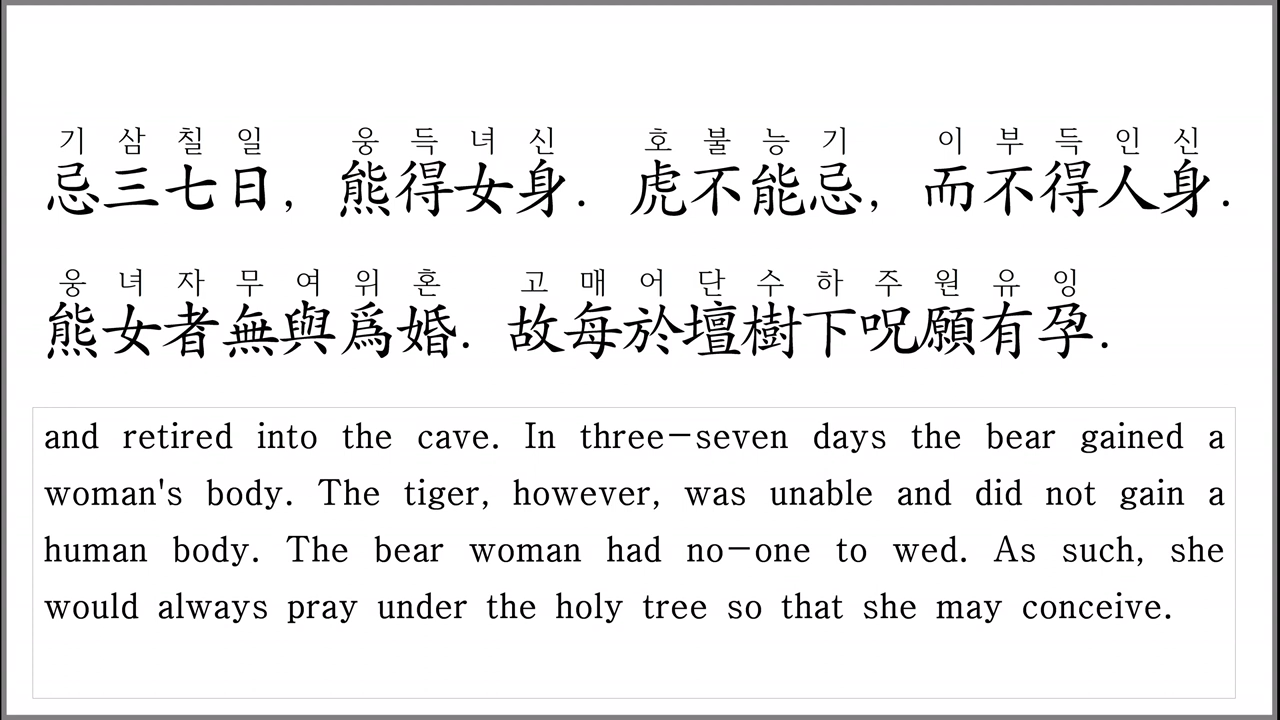 기 삼 칠 일 웅 득 녀 신 호 불 능 기 이 부 득 인 신
忌三七日, 熊得女身. 虎不能忌, 而不得人身.
웅 녀 자 무 여 위 혼 고 매 어 단 수 하 주 원 유 잉
熊女者無與爲婚. 故每於壇樹下呪願有孕.
and retired into the cave. In three-seven days the bear gained a
woman's body. The tiger, however, was unable and did not gain a
human body. The bear woman had no-one to wed. As such, she
would always pray under the holy tree so that she may conceive.